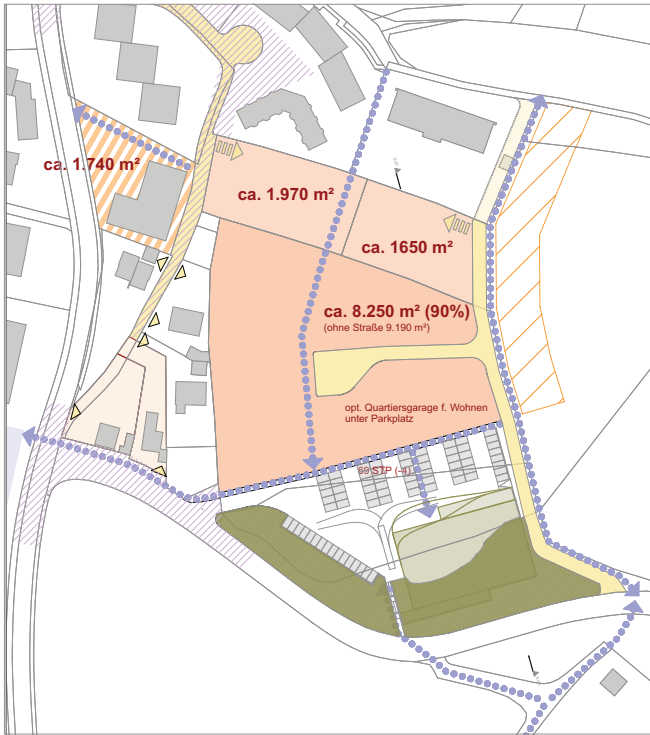 ca. 1.740 m²
ca. 1.970 m²
ca. 1650 m²
ca. 8.250 m² (90%)
(ohne Straße 9.190 m²)
opt. Quartiersgarage f. Wohnen
unter Parkplatz
69 STP (-4)